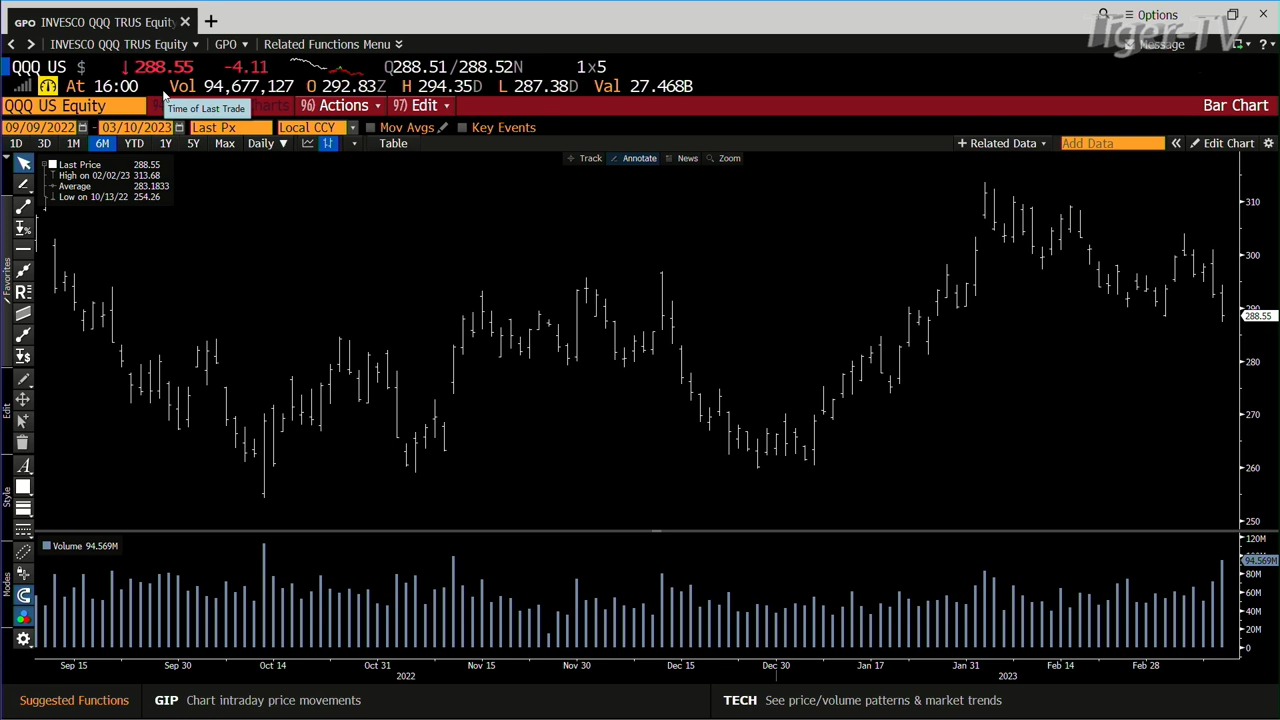 GPO INVESCO QQQ TRUS Equity
Options
INVESCO QQQ TRUS Equity GPO Related Functions Menu
Message
Tiger-TV
QQQ US $ ↓288.55 -4.11 Q288.51/288.52N 1x5
At 16:00 Vol 94,677,127 O 292.83Z H 294.35D L 287.38D Val 27.468B
QQQ US Equity 96) Actions 97) Edit Bar Chart
Time of Last Trade
09/09/2022 - 03/10/2023 Last Px Local CCY Mov Avgs Key Events
1D 3D 1M 6M YTD 1Y 5Y Max Daily Table + Related Data Add Data Edit Chart
Track Annotate News Zoom
Last Price 288.55
High on 02/02/23 313.68
Average 283.1833
Low on 10/13/22 254.26
Favorites
Edit
Style
Modes
310
300
290
288.55
280
270
260
250
Volume 94.569M
120M
94.569M
80M
60M
40M
20M
0
Sep 15 Sep 30 Oct 14 Oct 31 Nov 15 Nov 30 Dec 15 Dec 30 Jan 17 Jan 31 Feb 14 Feb 28
2022 2023
Suggested Functions GIP Chart intraday price movements TECH See price/volume patterns & market trends